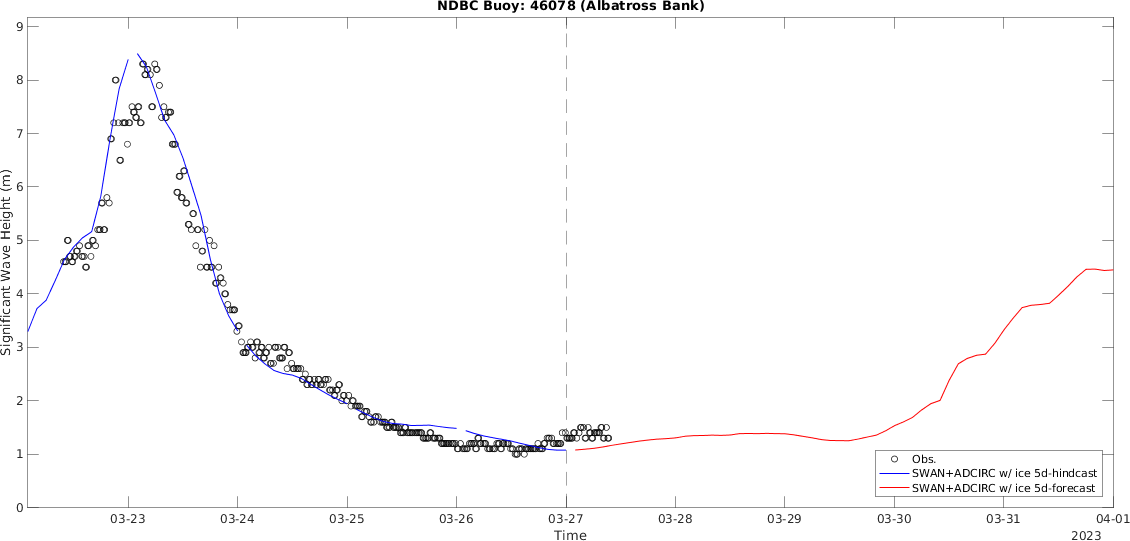 NDBC Buoy: 46078 (Albatross Bank)
9
8
7
6
5
4
3
2
1
0
Significant Wave Height (m)
Obs.
SWAN+ADCIRC w/ ice 5d-hindcast
SWAN+ADCIRC w/ ice 5d-forecast
03-23 03-24 03-25 03-26 03-27 03-28 03-29 03-30 03-31 04-01
Time
2023